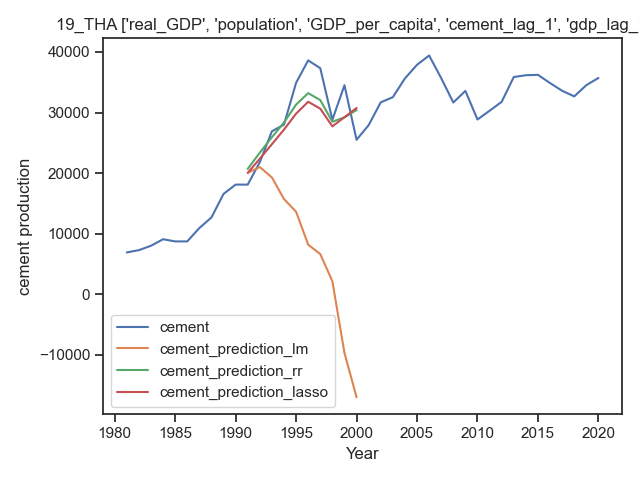 19_THA ['real_GDP', 'population', 'GDP_per_capita', 'cement_lag_1', 'gdp_lag_
40000
30000
20000
10000
0
−10000
cement production
cement
cement_prediction_lm
cement_prediction_rr
cement_prediction_lasso
1980 1985 1990 1995 2000 2005 2010 2015 2020
Year